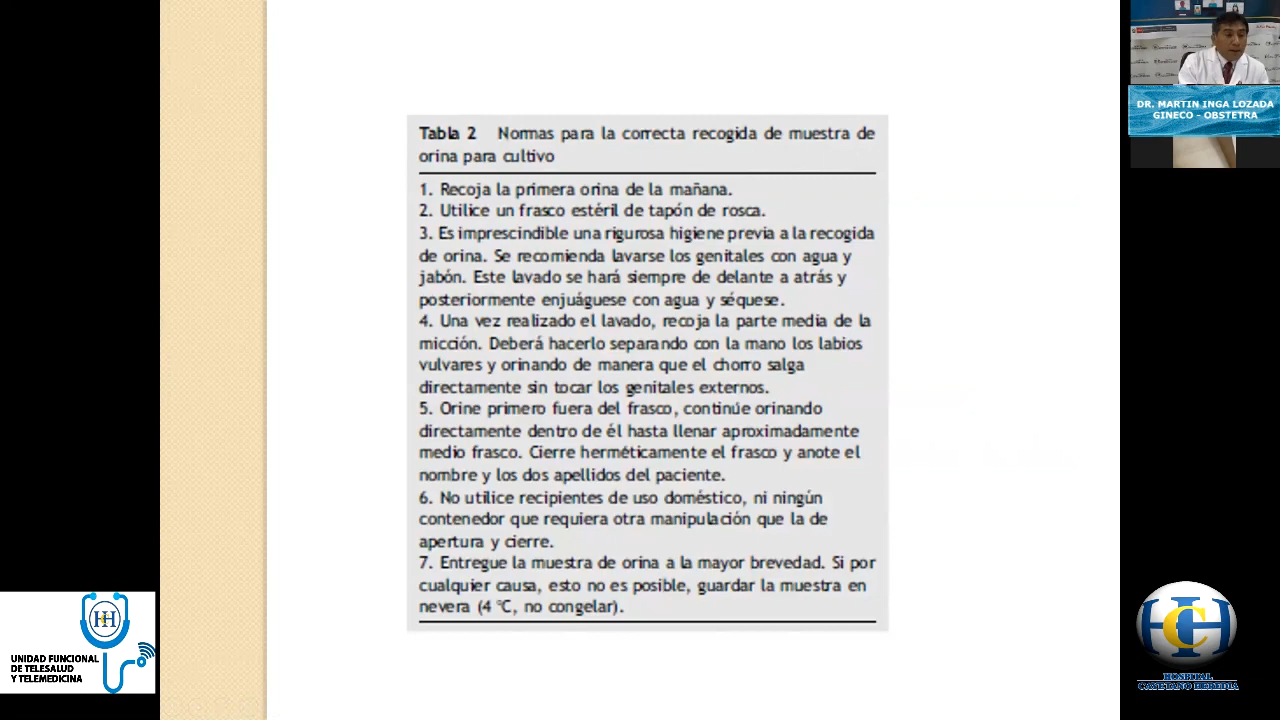 Tabla 2 Normas para la correcta recogida de muestra de
orina para cultivo
1. Recoja la primera orina de la mañana.
2. Utilice un frasco estéril de tapón de rosca.
3. Es imprescindible una rigurosa higiene previa a la recogida
de orina. Se recomienda lavarse los genitales con agua y
jabón. Este lavado se hará siempre de delante a atrás y
posteriormente enjuáguese con agua y séquese.
4. Una vez realizado el lavado, recoja la parte media de la
micción. Deberá hacerlo separando con la mano los labios
vulvares y orinando de manera que el chorro salga
directamente sin tocar los genitales externos.
5. Orine primero fuera del frasco, continúe orinando
directamente dentro de él hasta llenar aproximadamente
medio frasco. Cierre herméticamente el frasco y anote el
nombre y los dos apellidos del paciente.
6. No utilice recipientes de uso doméstico, ni ningún
contenedor que requiera otra manipulación que la de
apertura y cierre.
7. Entregue la muestra de orina a la mayor brevedad. Si por
cualquier causa, esto no es posible, guardar la muestra en
nevera (4 °C, no congelar).
DR. MARTIN INGA LOZADA
GINECO - OBSTETRA
HCH
UNIDAD FUNCIONAL
DE TELESALUD
Y TELEMEDICINA
HCH
HOSPITAL
CAYETANO HEREDIA